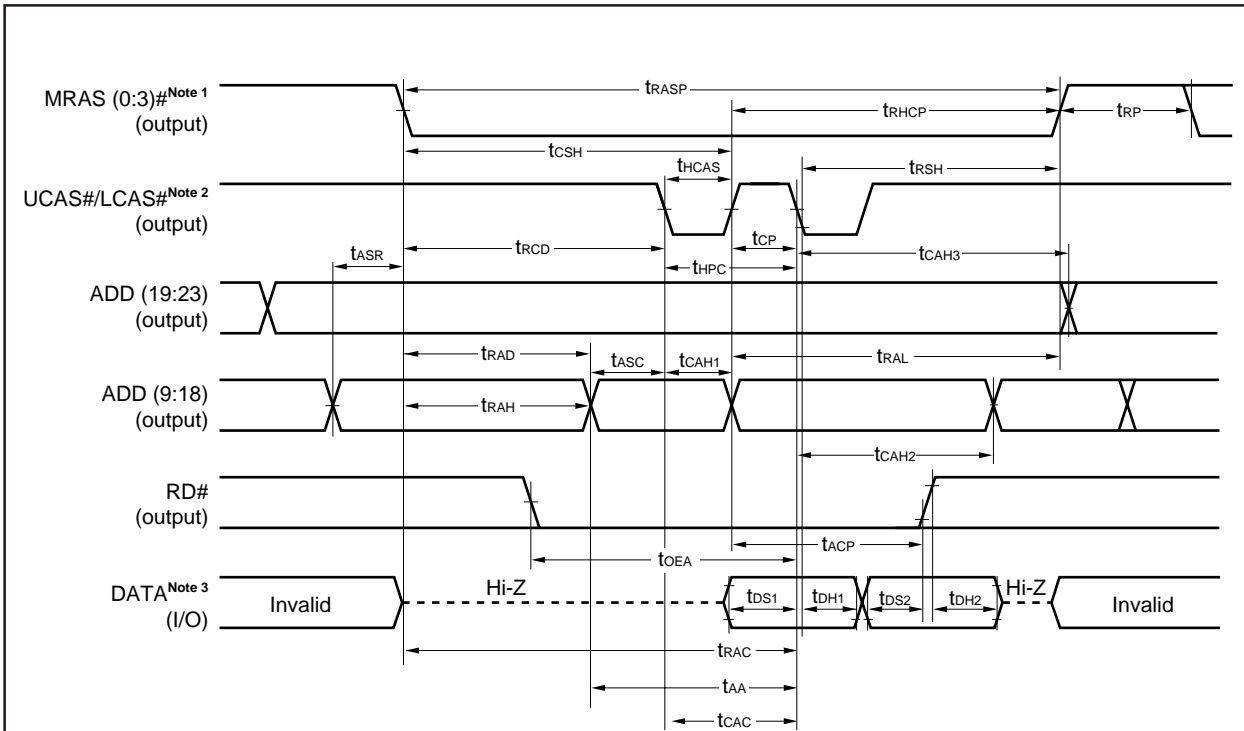 tRASP
MRAS (0:3)#Note 1
(output)
tRHCP
tRP
tCSH
tHCAS
tRSH
UCAS#/LCAS#Note 2
(output)
tCP
tASR
tRCD
tCAH3
tHPC
ADD (19:23)
(output)
tRAD
tASC
tCAH1
tRAL
ADD (9:18)
(output)
tRAH
tCAH2
RD#
(output)
tACP
tOEA
DATANote 3
(I/O)
Invalid
Hi-Z
tDS1
tDH1
tDS2
tDH2
Hi-Z
Invalid
tRAC
tAA
tCAC